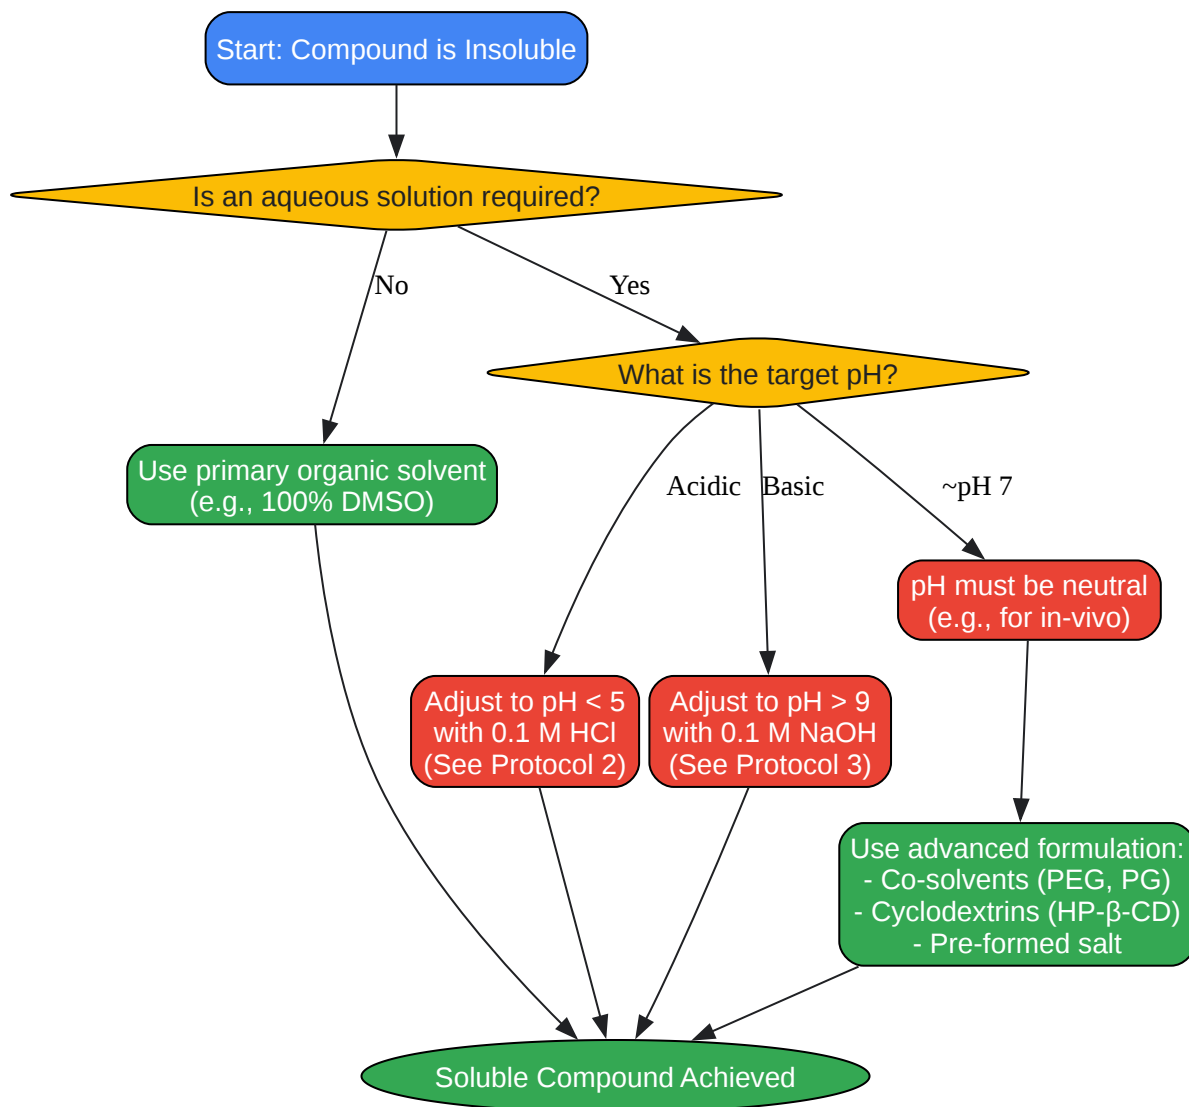 Start: Compound is Insoluble
Is an aqueous solution required?
No
Yes
What is the target pH?
Use primary organic solvent
(e.g., 100% DMSO)
Acidic
Basic
~pH 7
pH must be neutral
(e.g., for in-vivo)
Adjust to pH < 5
with 0.1 M HCl
(See Protocol 2)
Adjust to pH > 9
with 0.1 M NaOH
(See Protocol 3)
Use advanced formulation:
- Co-solvents (PEG, PG)
- Cyclodextrins (HP-β-CD)
- Pre-formed salt
Soluble Compound Achieved